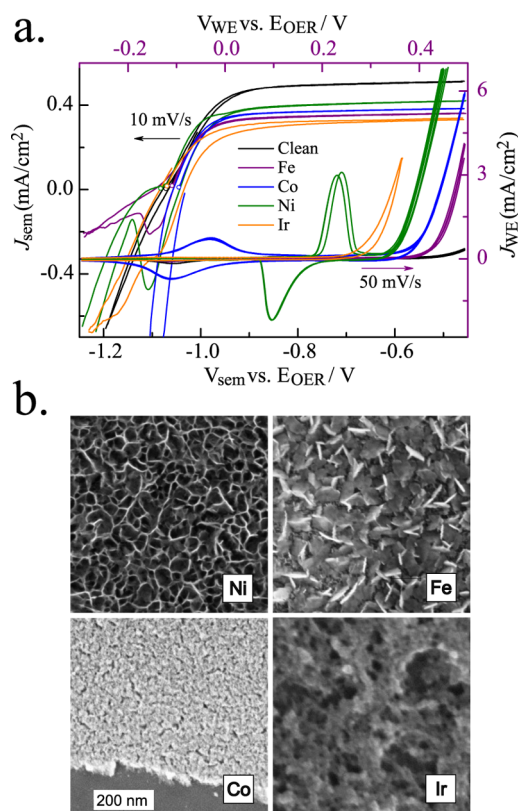 a.
V_WE vs. E_OER / V
-0.2 0.0 0.2 0.4
J_sem (mA/cm²)
0.4
0.0
-0.4
10 mV/s
Clean
Fe
Co
Ni
Ir
50 mV/s
6
3
0
J_WE (mA/cm²)
-1.2 -1.0 -0.8 -0.6
V_sem vs. E_OER / V
b.
Ni
Fe
Co
200 nm
Ir